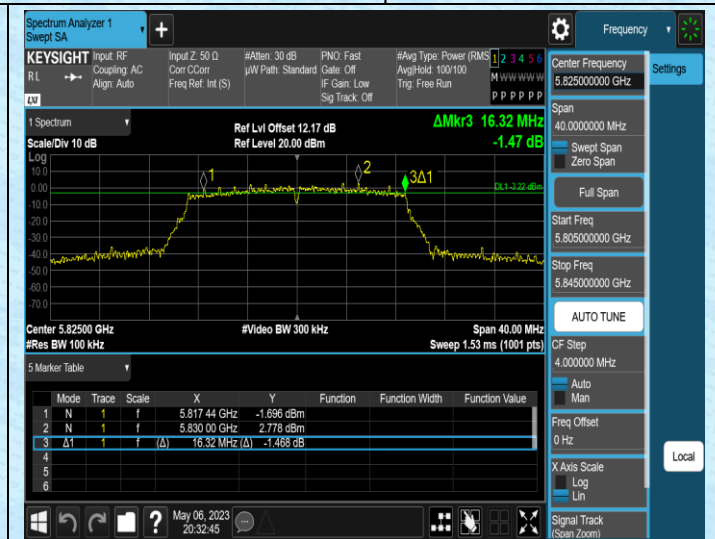 Spectrum Analyzer 1
Swept SA
+
Frequency
KEYSIGHT
RL
LXI
Input: RF
Coupling: AC
Align: Auto
Input Z: 50 Ω
Corr CCorr
Freq Ref: Int (S)
#Atten: 30 dB
µW Path: Standard
PNO: Fast
Gate: Off
IF Gain: Low
Sig Track: Off
#Avg Type: Power (RMS
Avg|Hold: 100/100
Trig: Free Run
1 2 3 4 5 6
M W W W W W
P P P P P P
Center Frequency
5.825000000 GHz
Settings
1 Spectrum
Scale/Div 10 dB
Ref Lvl Offset 12.17 dB
Ref Level 20.00 dBm
ΔMkr3 16.32 MHz
-1.47 dB
Log
10.0
0.00
-10.0
-20.0
-30.0
-40.0
-50.0
-60.0
-70.0
1
2
3Δ1
DL1 -3.22 dBm
Center 5.82500 GHz
#Res BW 100 kHz
#Video BW 300 kHz
Span 40.00 MHz
Sweep 1.53 ms (1001 pts)
Span
40.0000000 MHz
Swept Span
Zero Span
Full Span
Start Freq
5.805000000 GHz
Stop Freq
5.845000000 GHz
AUTO TUNE
CF Step
4.000000 MHz
Auto
Man
Freq Offset
0 Hz
X Axis Scale
Log
Lin
Signal Track
(Span Zoom)
Local
5 Marker Table
Mode Trace Scale X Y Function Function Width Function Value
1 N 1 f 5.817 44 GHz -1.696 dBm
2 N 1 f 5.830 00 GHz 2.778 dBm
3 Δ1 1 f (Δ) 16.32 MHz (Δ) -1.468 dB
4
5
6
?
May 06, 2023
20:32:45